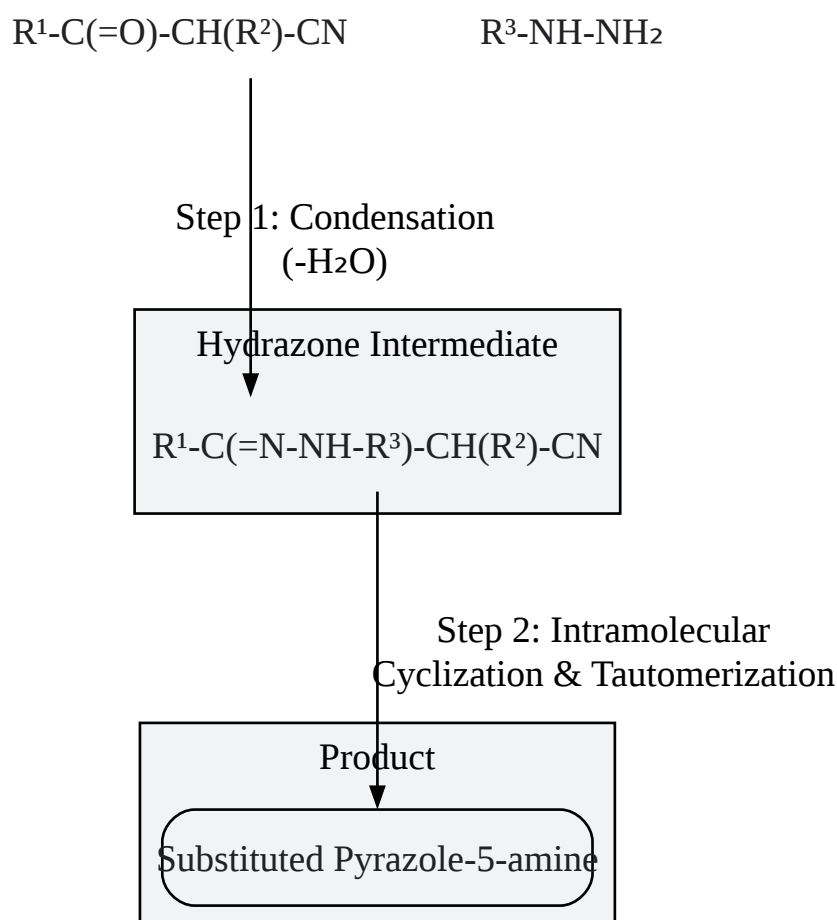 R¹-C(=O)-CH(R²)-CN R³-NH-NH₂
Step 1: Condensation
(-H₂O)
Hydrazone Intermediate
R¹-C(=N-NH-R³)-CH(R²)-CN
Step 2: Intramolecular
Cyclization & Tautomerization
Product
Substituted Pyrazole-5-amine